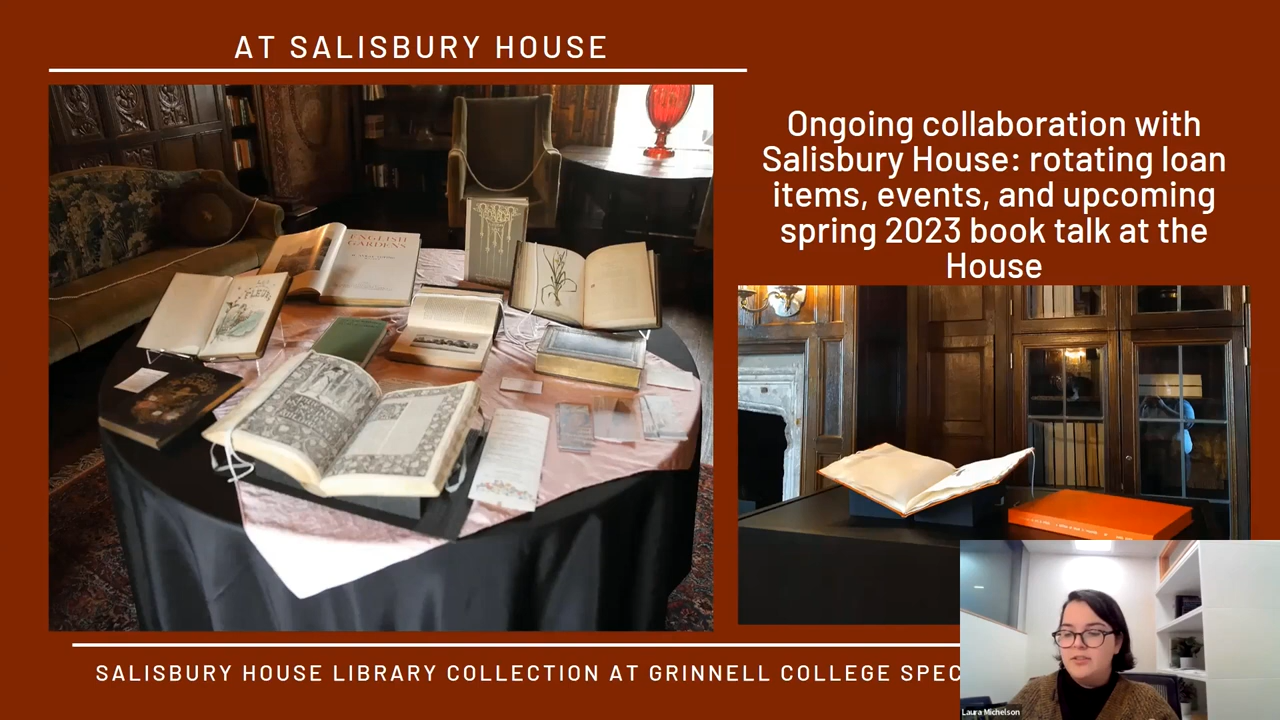 AT SALISBURY HOUSE
Ongoing collaboration with
Salisbury House: rotating loan
items, events, and upcoming
spring 2023 book talk at the
House
ENGLISH
GARDENS
SALISBURY HOUSE LIBRARY COLLECTION AT GRINNELL COLLEGE SPEC
Laura Michelson